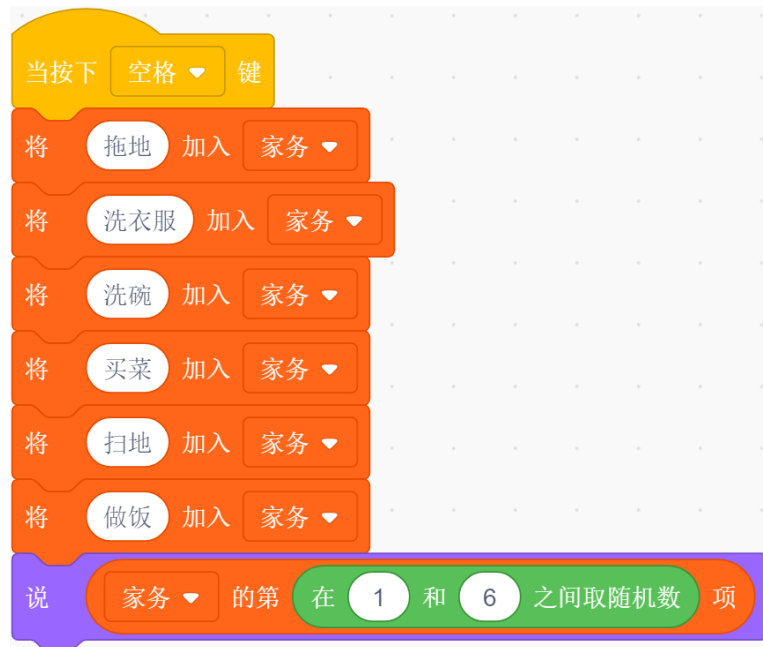 当按下 空格 键
将 拖地 加入 家务
将 洗衣服 加入 家务
将 洗碗 加入 家务
将 买菜 加入 家务
将 扫地 加入 家务
将 做饭 加入 家务
说 家务 的第 在 1 和 6 之间取随机数 项